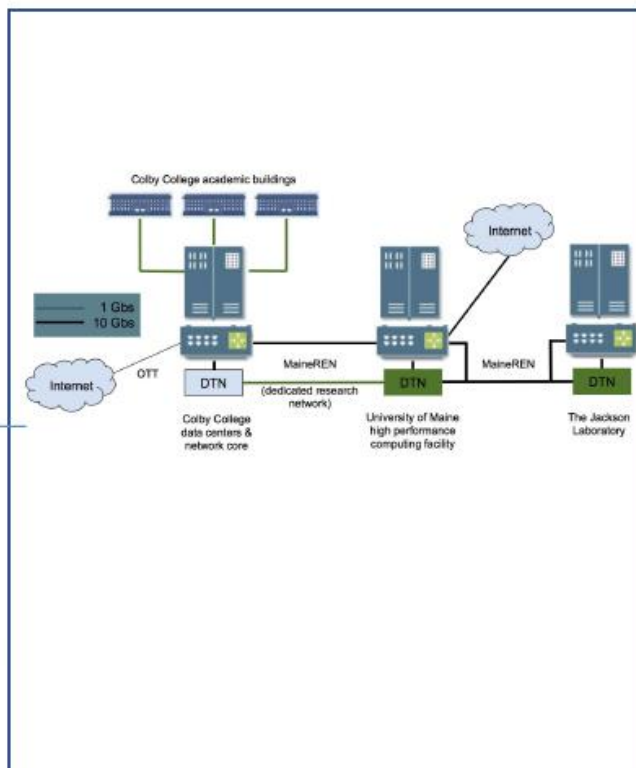 Colby College academic buildings
Internet
1 Gbs
10 Gbs
Internet
OTT
MaineREN
MaineREN
DTN
DTN
DTN
(dedicated research
network)
Colby College
data centers &
network core
University of Maine
high performance
computing facility
The Jackson
Laboratory